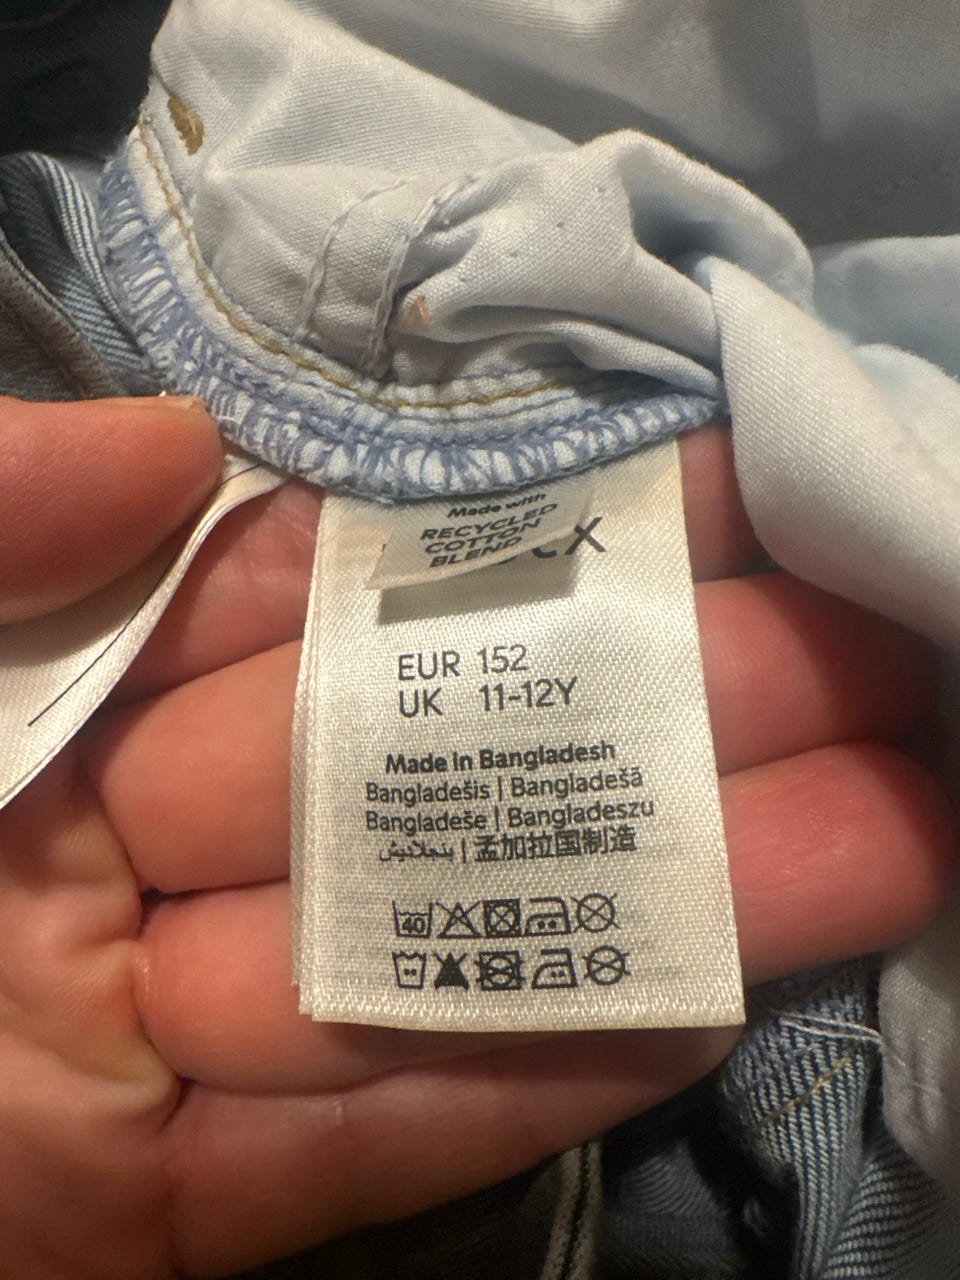 Made with
RECYCLED
COTTON
BLEND
EUR 152
UK 11-12Y
Made in Bangladesh
Bangladešis | Bangladešā
Bangladeše | Bangladeszu
بنجلاديش | 孟加拉国制造
40